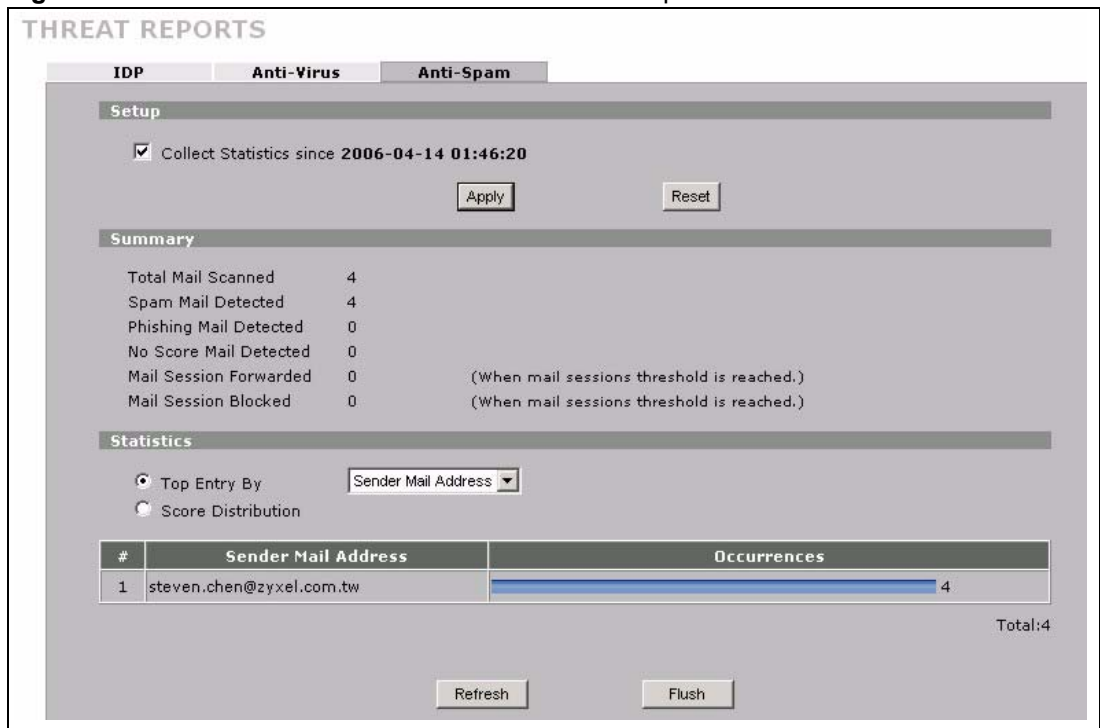 THREAT REPORTS
IDP Anti-Virus Anti-Spam
Setup
Collect Statistics since 2006-04-14 01:46:20
Apply Reset
Summary
Total Mail Scanned 4
Spam Mail Detected 4
Phishing Mail Detected 0
No Score Mail Detected 0
Mail Session Forwarded 0 (When mail sessions threshold is reached.)
Mail Session Blocked 0 (When mail sessions threshold is reached.)
Statistics
Top Entry By Sender Mail Address
Score Distribution
# Sender Mail Address Occurrences
1 steven.chen@zyxel.com.tw 4
Total:4
Refresh Flush